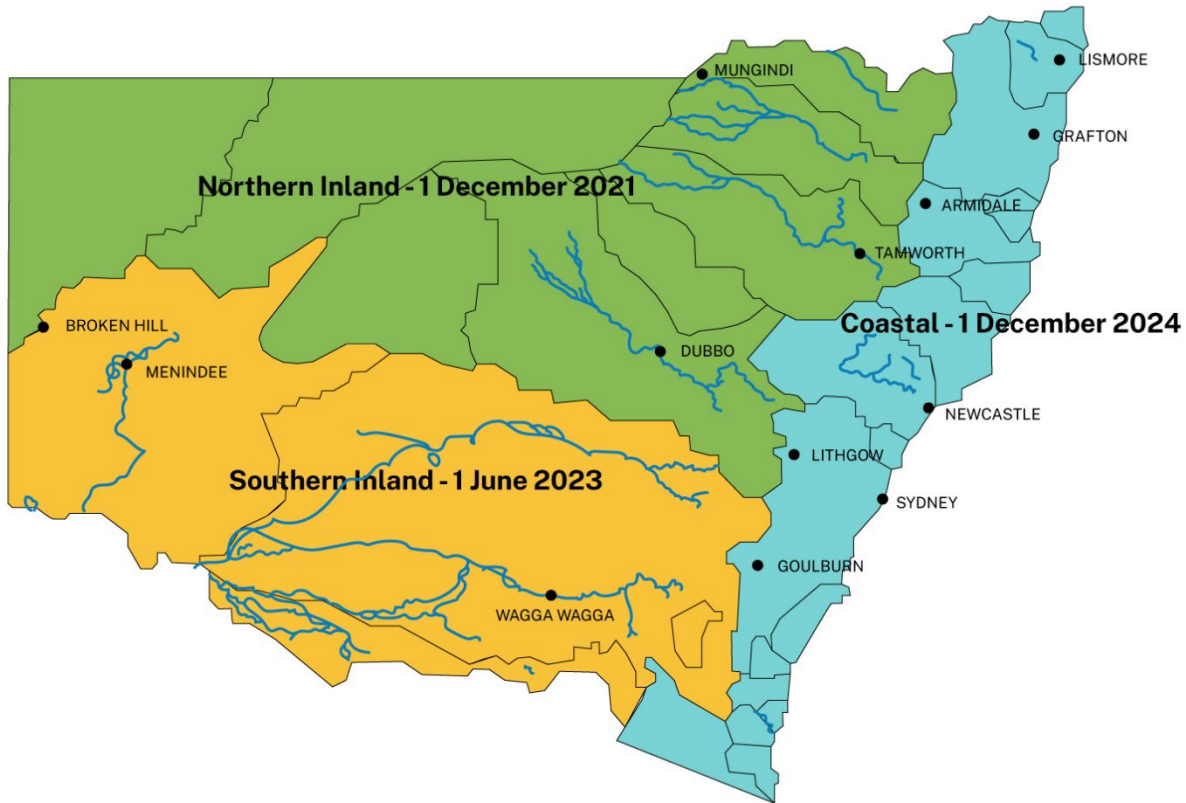 LISMORE
MUNGINDI
GRAFTON
Northern Inland - 1 December 2021
ARMIDALE
TAMWORTH
BROKEN HILL
Coastal - 1 December 2024
DUBBO
MENINDEE
NEWCASTLE
LITHGOW
Southern Inland - 1 June 2023
SYDNEY
GOULBURN
WAGGA WAGGA